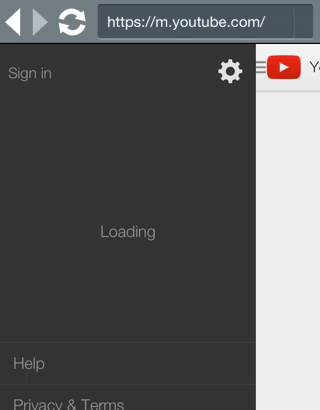 https://m.youtube.com/
Sign in
Loading
Help
Privacy & Terms